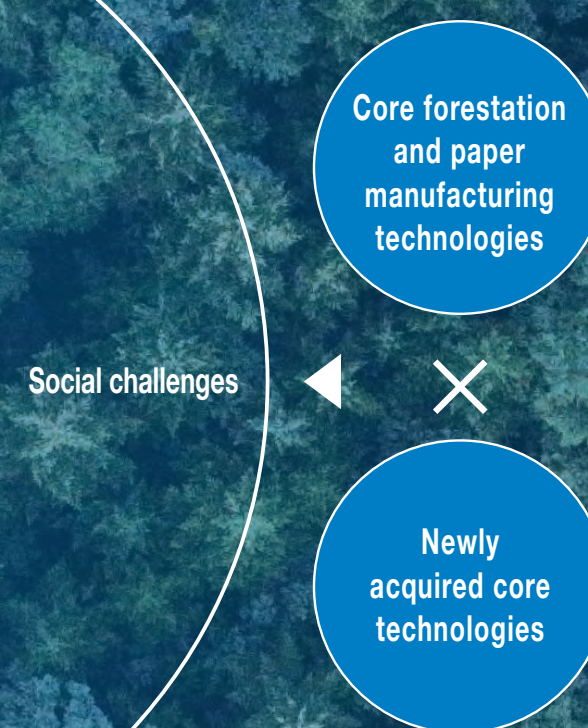 Core forestation
and paper
manufacturing
technologies
Social challenges
Newly
acquired core
technologies